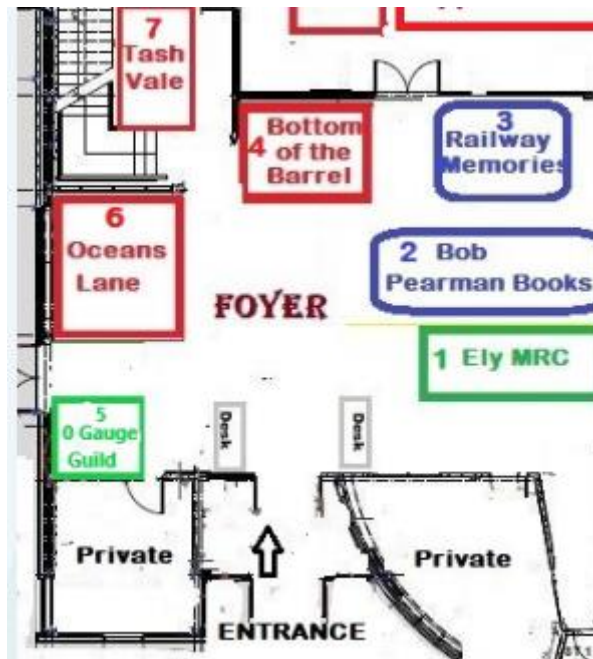 7
Tash
Vale
4 Bottom
of the
Barrel
3
Railway
Memories
6
Oceans
Lane
2 Bob
Pearman Books
FOYER
1 Ely MRC
5
0 Gauge
Guild
Desk
Desk
Private
Private
ENTRANCE